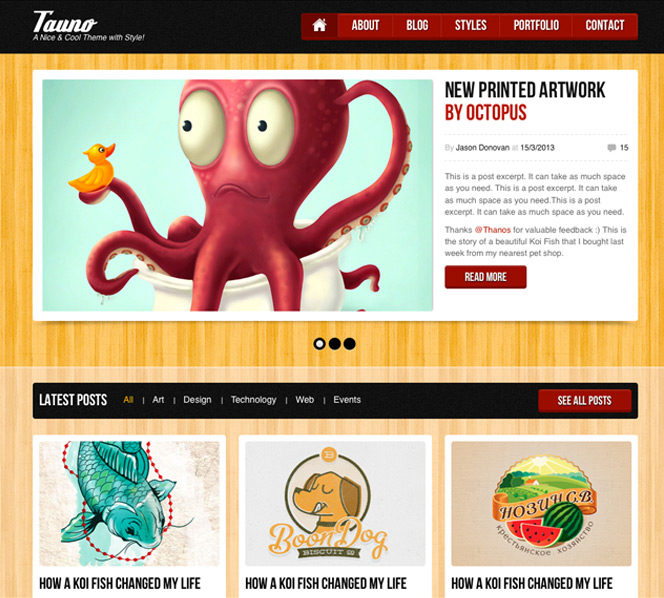 Tauno
A Nice & Cool Theme with Style!
ABOUT
BLOG
STYLES
PORTFOLIO
CONTACT
NEW PRINTED ARTWORK
BY OCTOPUS
By Jason Donovan at 15/3/2013
15
This is a post excerpt. It can take as much space
as you need. This is a post excerpt. It can take
as much space as you need.This is a post
excerpt. It can take as much space as you need.
Thanks @Thanos for valuable feedback :) This is
the story of a beautiful Koi Fish that I bought last
week from my nearest pet shop.
READ MORE
LATEST POSTS
All | Art | Design | Technology | Web | Events
SEE ALL POSTS
B
BoonDog
BISCUIT CO
НОЗИНСВ
крестьянское хозяйство
HOW A KOI FISH CHANGED MY LIFE
HOW A KOI FISH CHANGED MY LIFE
HOW A KOI FISH CHANGED MY LIFE